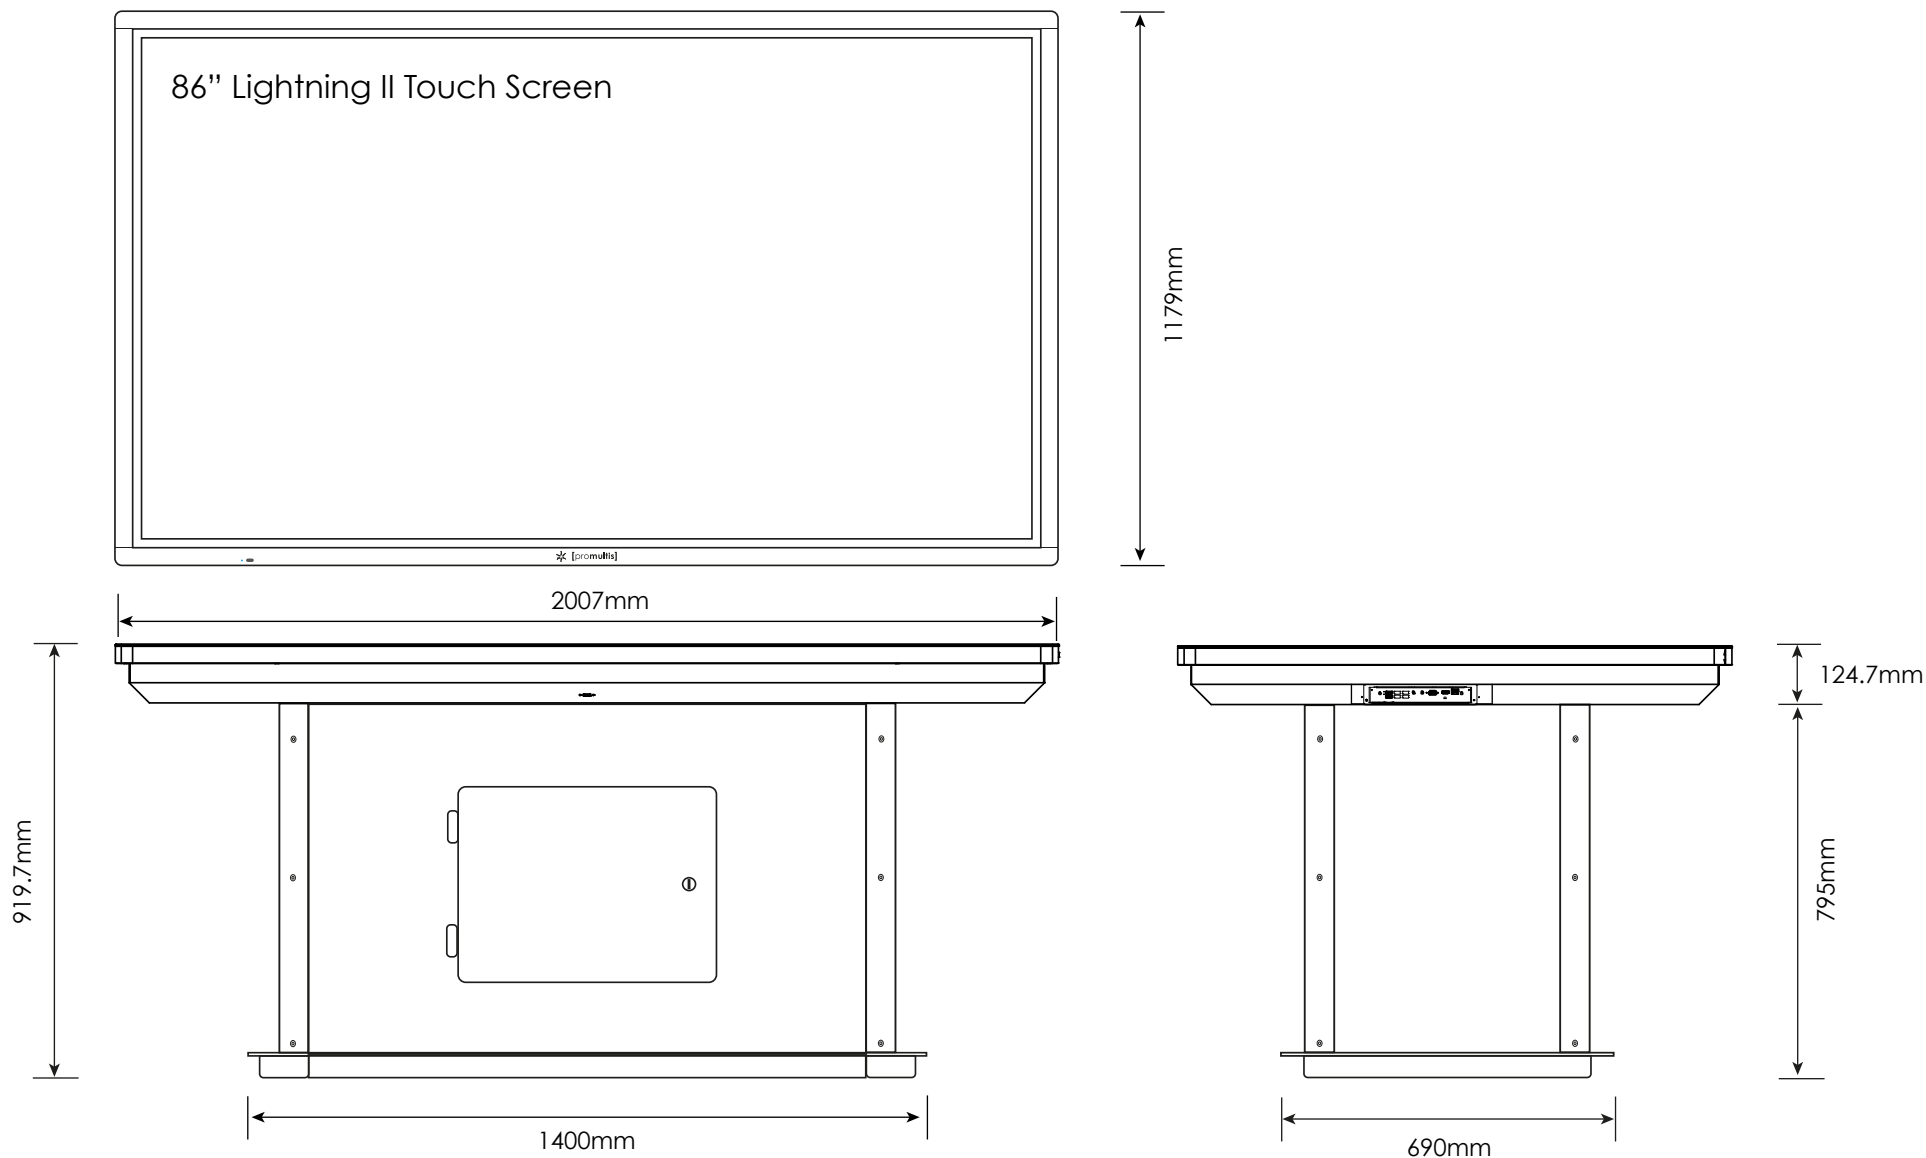 86” Lightning II Touch Screen
1179mm
[promultis]
2007mm
124.7mm
919.7mm
795mm
1400mm
690mm